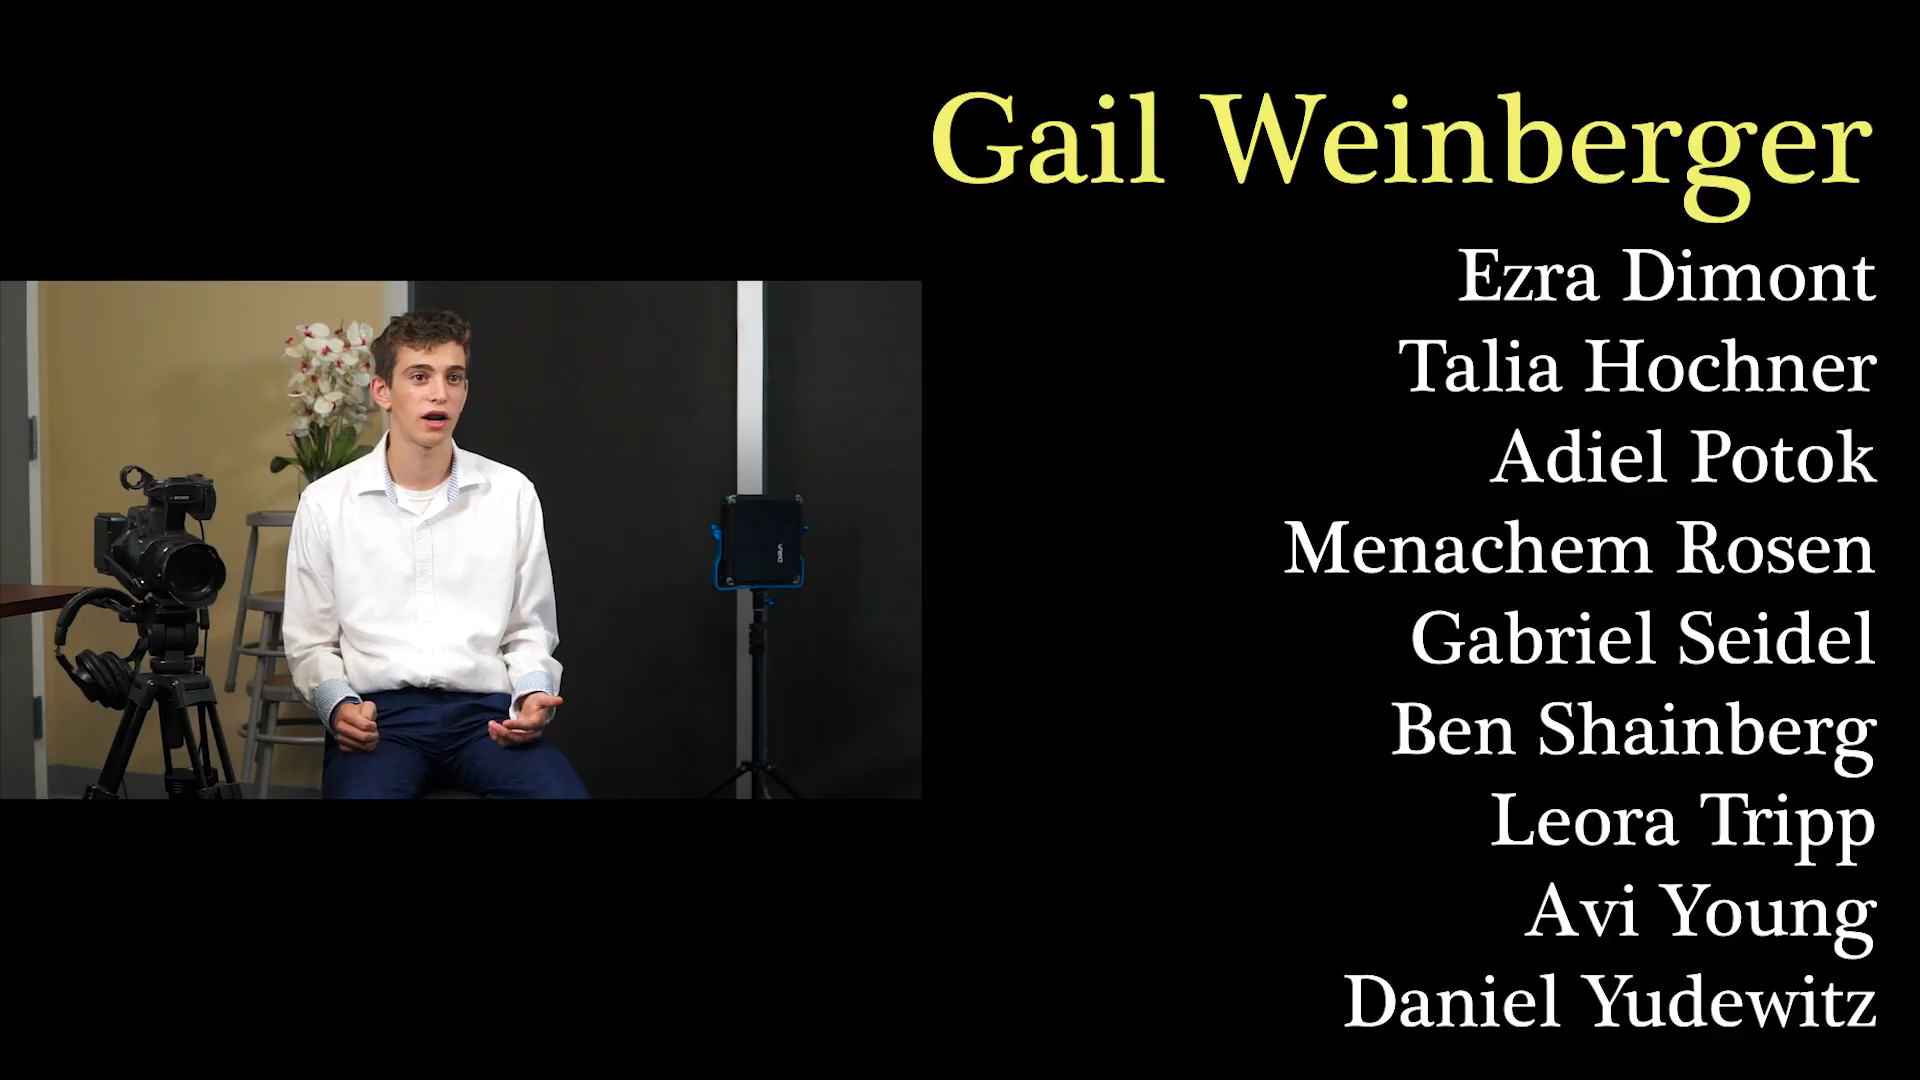 Gail Weinberger
Ezra Dimont
Talia Hochner
Adiel Potok
Menachem Rosen
Gabriel Seidel
Ben Shainberg
Leora Tripp
Avi Young
Daniel Yudewitz
SONY